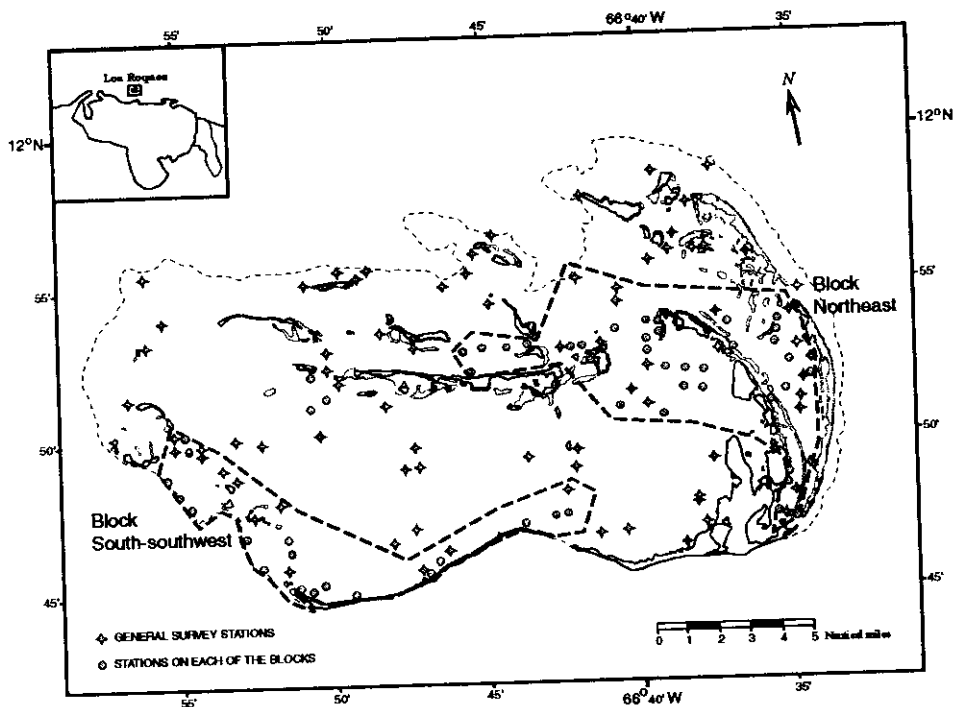 55'
50'
45'
66°40' W
35'
Los Roques
N
12°N
12°N
55'
55'
Block
Northeast
50'
50'
Block
South-southwest
45'
45'
GENERAL SURVEY STATIONS
STATIONS ON EACH OF THE BLOCKS
0 1 2 3 4 5 Nautical miles
50'
45'
66°40' W
35'